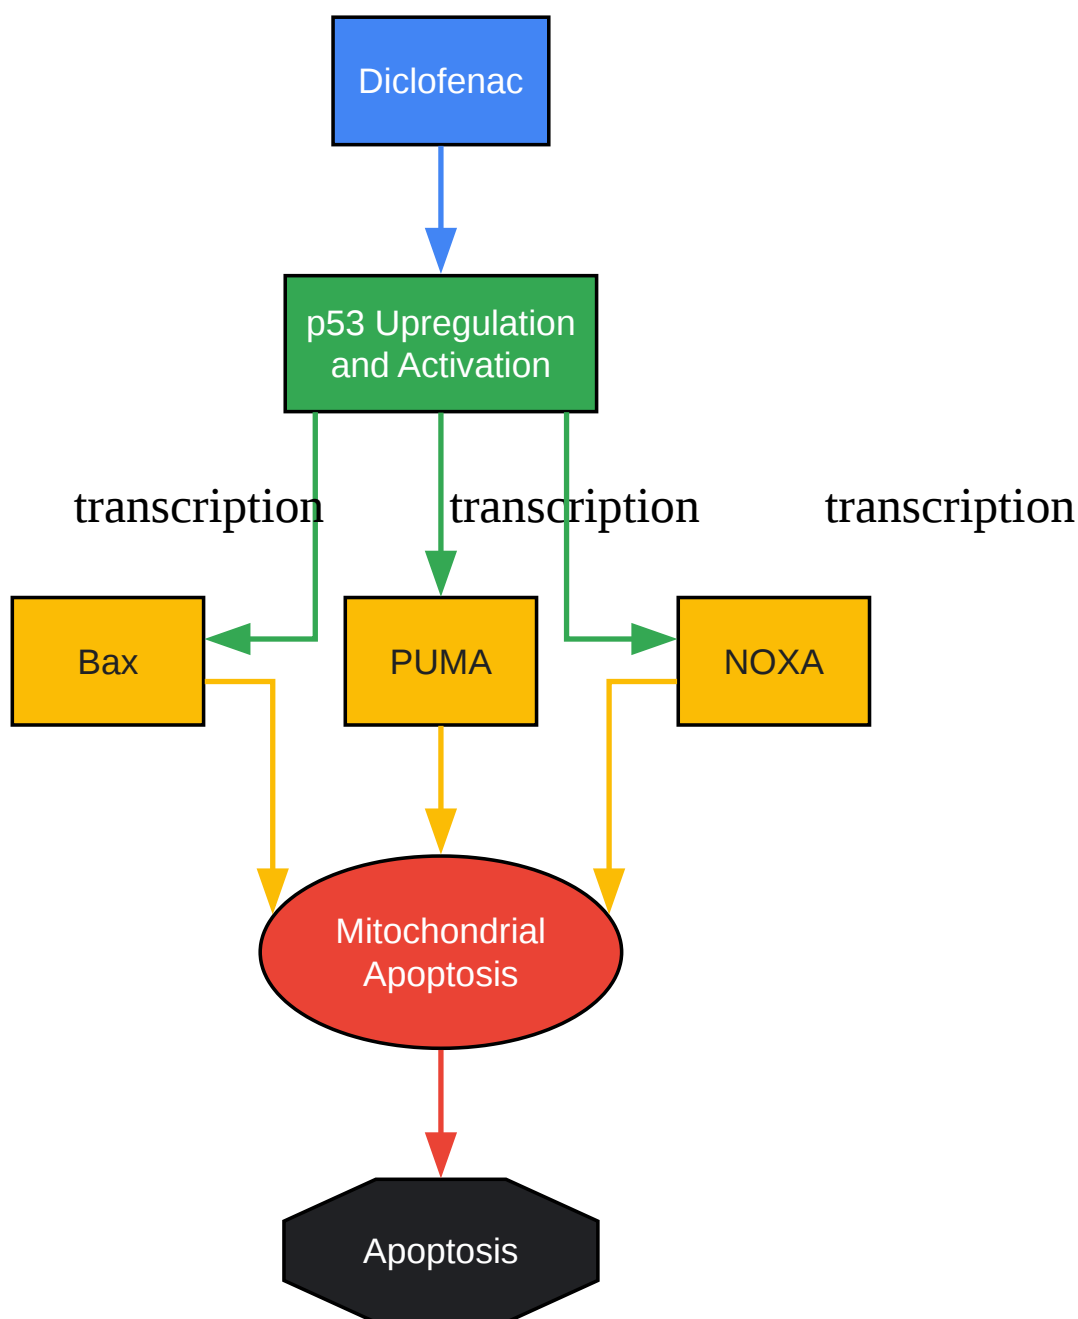 Diclofenac
p53 Upregulation
and Activation
transcription
transcription
transcription
Bax
PUMA
NOXA
Mitochondrial
Apoptosis
Apoptosis